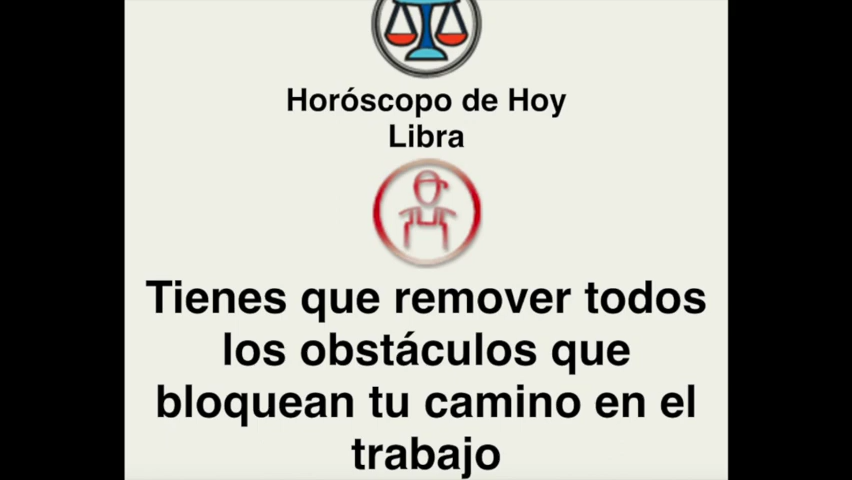 Horóscopo de Hoy
Libra
Tienes que remover todos
los obstáculos que
bloquean tu camino en el
trabajo